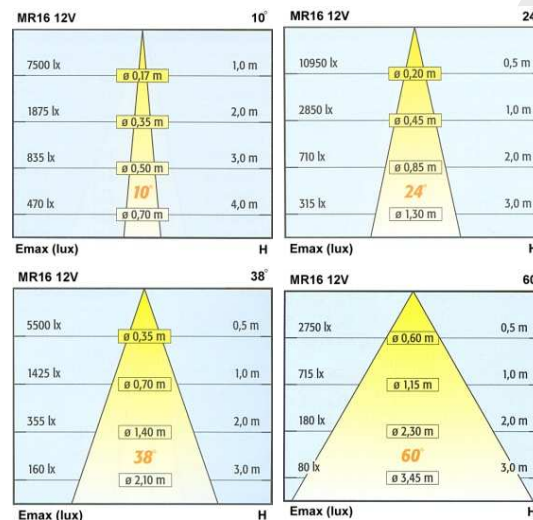 MR16 12V 10°
7500 lx ø 0,17 m 1,0 m
1875 lx ø 0,35 m 2,0 m
835 lx ø 0,50 m 3,0 m
10°
470 lx ø 0,70 m 4,0 m
Emax (lux) H
MR16 12V 24
10950 lx ø 0,20 m 0,5 m
2850 lx ø 0,45 m 1,0 m
710 lx ø 0,85 m 2,0 m
24°
315 lx ø 1,30 m 3,0 m
Emax (lux) H
MR16 12V 38°
5500 lx ø 0,35 m 0,5 m
1425 lx ø 0,70 m 1,0 m
355 lx ø 1,40 m 2,0 m
38°
160 lx ø 2,10 m 3,0 m
Emax (lux) H
MR16 12V 60
2750 lx ø 0,60 m 0,5 m
715 lx ø 1,15 m 1,0 m
180 lx ø 2,30 m 2,0 m
60°
80 lx ø 3,45 m 3,0 m
Emax (lux) H